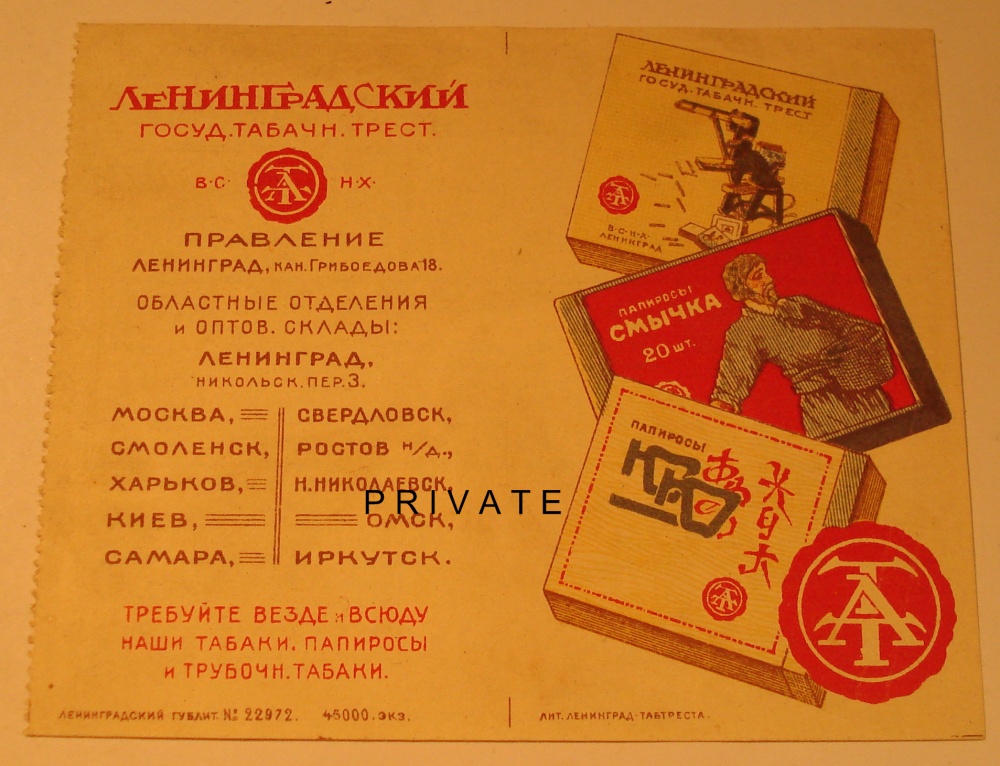 ЛЕНИНГРАДСКИЙ
ГОСУД. ТАБАЧН. ТРЕСТ.
В·С· ЛТТ Н·Х·
ПРАВЛЕНИЕ
ЛЕНИНГРАД, КАН. ГРИБОЕДОВА 18.
ОБЛАСТНЫЕ ОТДЕЛЕНИЯ
И ОПТОВ. СКЛАДЫ:
ЛЕНИНГРАД,
НИКОЛЬСК. ПЕР. 3.
МОСКВА, СВЕРДЛОВСК,
СМОЛЕНСК, РОСТОВ Н/Д.,
ХАРЬКОВ, Н. НИКОЛАЕВСК,
КИЕВ, ОМСК,
САМАРА, ИРКУТСК.
ТРЕБУЙТЕ ВЕЗДЕ И ВСЮДУ
НАШИ ТАБАКИ, ПАПИРОСЫ
И ТРУБОЧН. ТАБАКИ.
ЛЕНИНГРАДСКИЙ ГУБЛИТ. № 22972. 45000. ЭКЗ.
PRIVATE
ЛЕНИНГРАДСКИЙ
ГОСУД. ТАБАЧН. ТРЕСТ
В·С·Н·Х·
ЛЕНИНГРАД
ПАПИРОСЫ
СМЫЧКА
20 ШТ.
ПАПИРОСЫ
ЛИТ. ЛЕНИНГРАД-ТАБТРЕСТА.